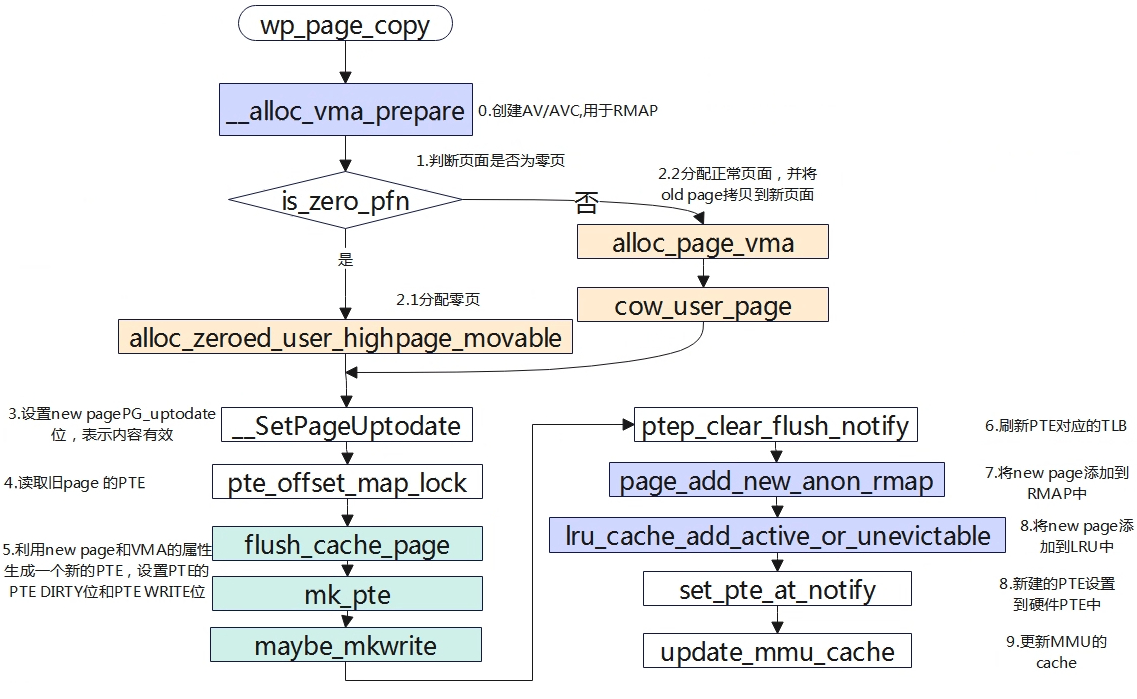 wp_page_copy
__alloc_vma_prepare
0.创建AV/AVC,用于RMAP
1.判断页面是否为零页
is_zero_pfn
否
2.2分配正常页面，并将
old page拷贝到新页面
alloc_page_vma
cow_user_page
是
2.1分配零页
alloc_zeroed_user_highpage_movable
3.设置new pagePG_uptodate
位，表示内容有效
__SetPageUptodate
4.读取旧page 的PTE
pte_offset_map_lock
5.利用new page和VMA的属性
生成一个新的PTE，设置PTE的
PTE DIRTY位和PTE WRITE位
flush_cache_page
mk_pte
maybe_mkwrite
ptep_clear_flush_notify
6.刷新PTE对应的TLB
page_add_new_anon_rmap
7.将new page添加到
RMAP中
lru_cache_add_active_or_unevictable
8.将new page添
加到LRU中
set_pte_at_notify
8.新建的PTE设置
到硬件PTE中
update_mmu_cache
9.更新MMU的
cache